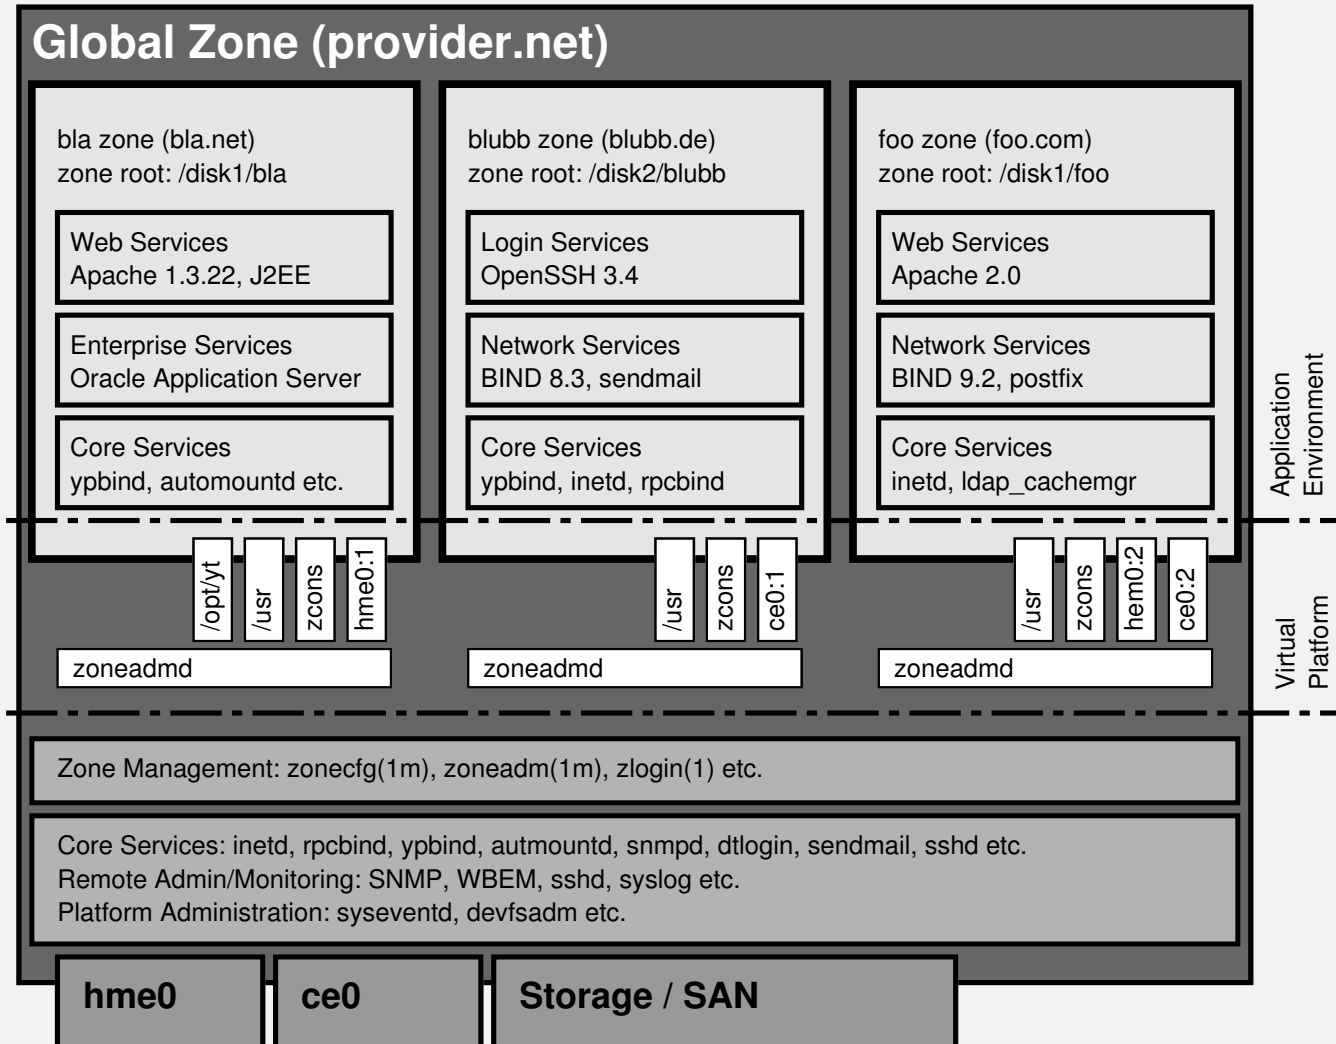 Global Zone (provider.net)
bla zone (bla.net)
zone root: /disk1/bla
Web Services
Apache 1.3.22, J2EE
Enterprise Services
Oracle Application Server
Core Services
ypbind, automountd etc.
/opt/yt
/usr
zcons
hme0:1
zoneadmd
blubb zone (blubb.de)
zone root: /disk2/blubb
Login Services
OpenSSH 3.4
Network Services
BIND 8.3, sendmail
Core Services
ypbind, inetd, rpcbind
/usr
zcons
ce0:1
zoneadmd
foo zone (foo.com)
zone root: /disk1/foo
Web Services
Apache 2.0
Network Services
BIND 9.2, postfix
Core Services
inetd, ldap_cachemgr
/usr
zcons
hem0:2
ce0:2
zoneadmd
Application
Environment
Virtual
Platform
Zone Management: zonecfg(1m), zoneadm(1m), zlogin(1) etc.
Core Services: inetd, rpcbind, ypbind, autmountd, snmpd, dtlogin, sendmail, sshd etc.
Remote Admin/Monitoring: SNMP, WBEM, sshd, syslog etc.
Platform Administration: syseventd, devfsadm etc.
hme0
ce0
Storage / SAN